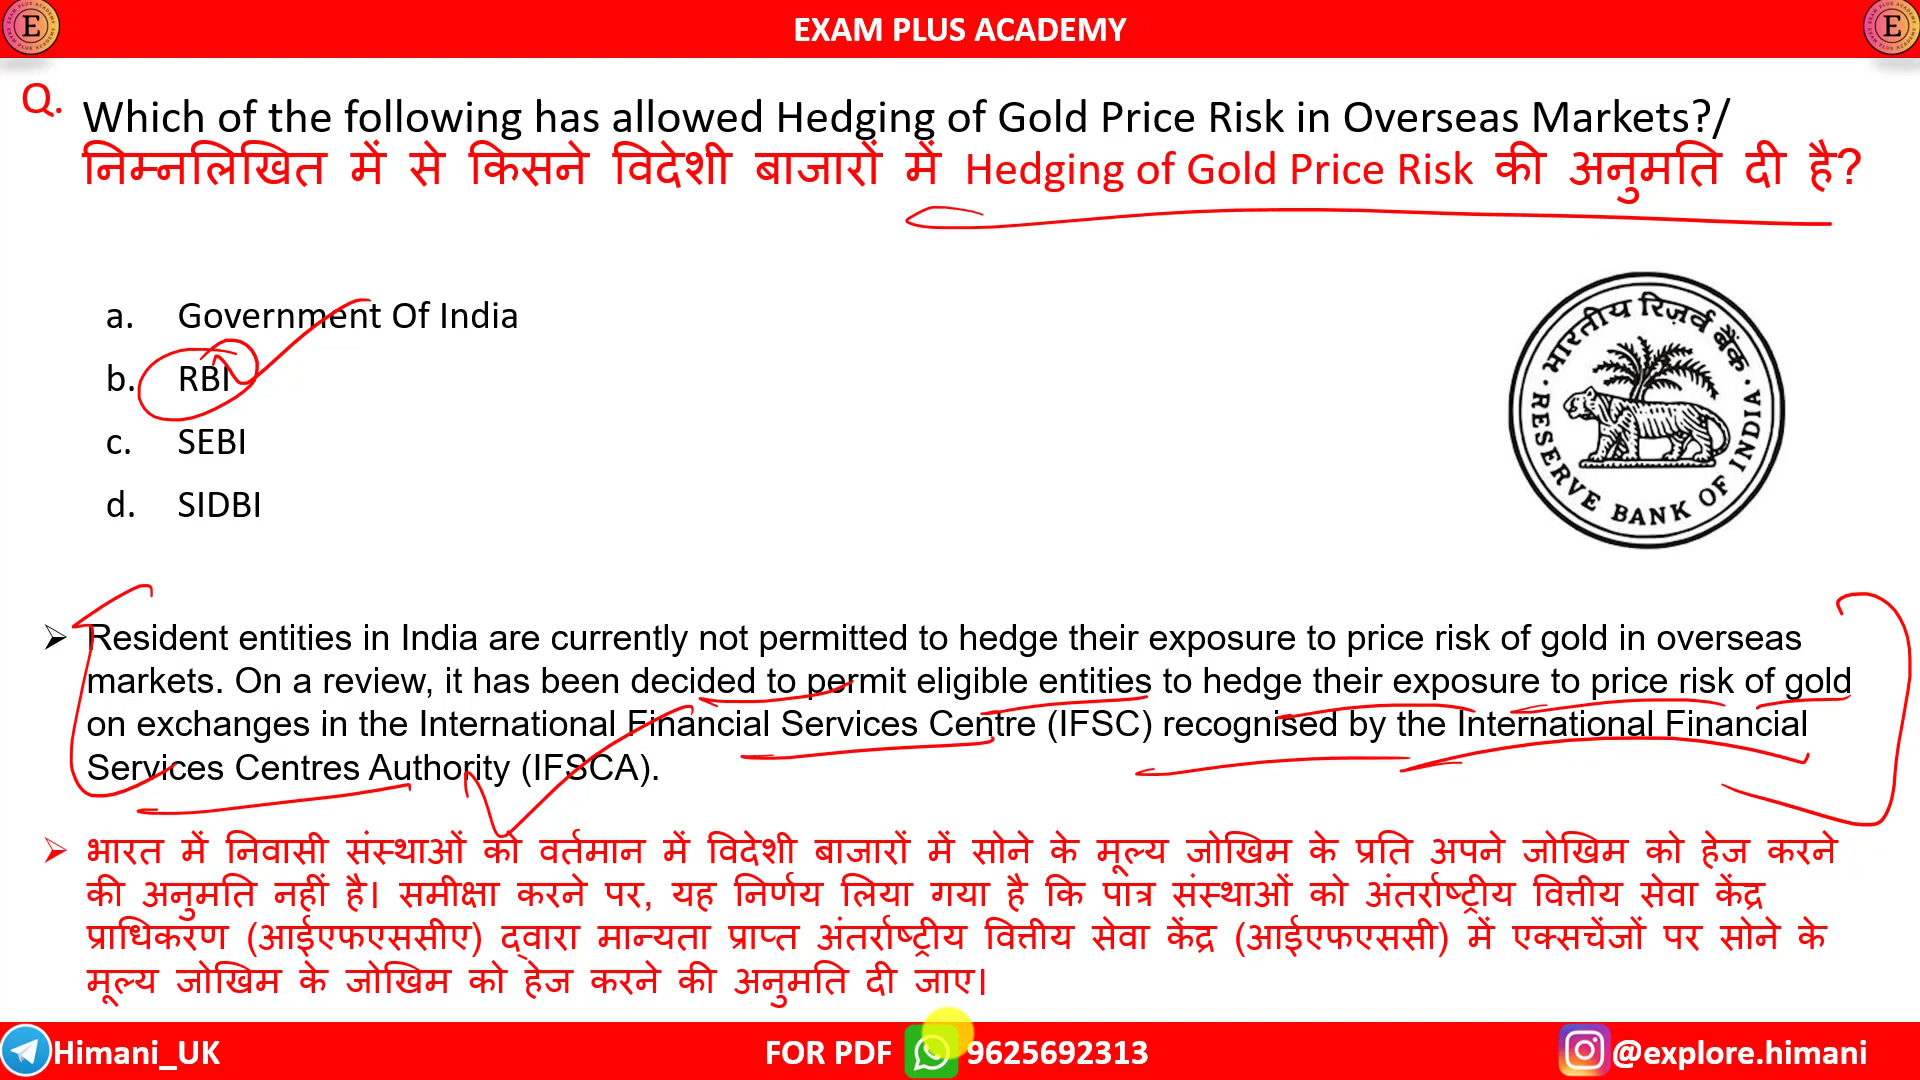 EXAM PLUS ACADEMY
E
E
Q. Which of the following has allowed Hedging of Gold Price Risk in Overseas Markets?/
निम्नलिखित में से किसने विदेशी बाजारों में Hedging of Gold Price Risk की अनुमति दी है?
a. Government Of India
b. RBI
c. SEBI
d. SIDBI
भारतीय रिज़र्व बैंक
RESERVE BANK OF INDIA
Resident entities in India are currently not permitted to hedge their exposure to price risk of gold in overseas
markets. On a review, it has been decided to permit eligible entities to hedge their exposure to price risk of gold
on exchanges in the International Financial Services Centre (IFSC) recognised by the International Financial
Services Centres Authority (IFSCA).
भारत में निवासी संस्थाओं को वर्तमान में विदेशी बाजारों में सोने के मूल्य जोखिम के प्रति अपने जोखिम को हेज करने
की अनुमति नहीं है। समीक्षा करने पर, यह निर्णय लिया गया है कि पात्र संस्थाओं को अंतर्राष्ट्रीय वित्तीय सेवा केंद्र
प्राधिकरण (आईएफएससीए) द्वारा मान्यता प्राप्त अंतर्राष्ट्रीय वित्तीय सेवा केंद्र (आईएफएससी) में एक्सचेंजों पर सोने के
मूल्य जोखिम के जोखिम को हेज करने की अनुमति दी जाए।
Himani_UK
FOR PDF 9625692313
@explore.himani